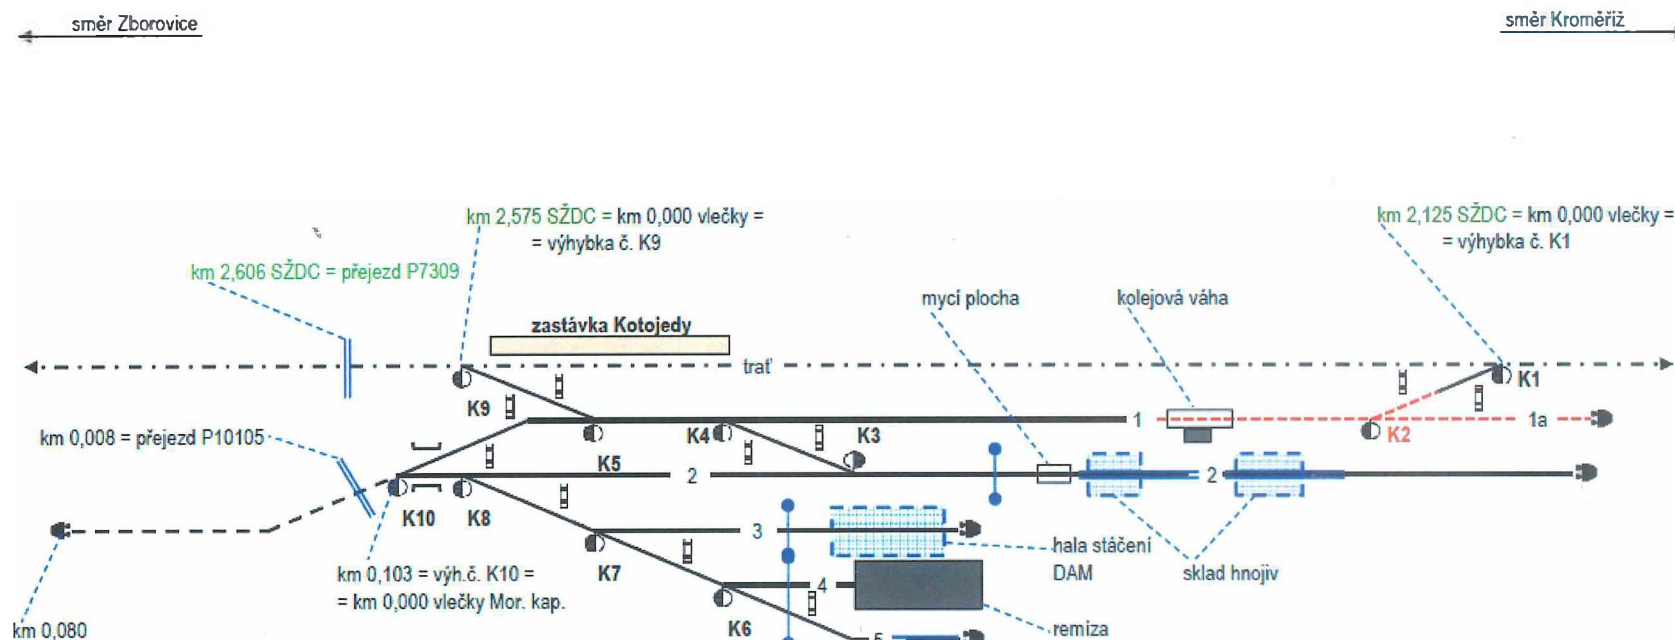 směr Zborovice
směr Kroměříž
km 2,575 SŽDC = km 0,000 vlečky =
= výhybka č. K9
km 2,125 SŽDC = km 0,000 vlečky =
= výhybka č. K1
km 2,606 SŽDC = přejezd P7309
mycí plocha
kolejová váha
zastávka Kotojedy
trať
K1
K9
1
1a
K2
K4
K3
km 0,008 = přejezd P10105
K5
2
2
K10
K8
3
hala stáčení
DAM
sklad hnojiv
K7
km 0,103 = výh.č. K10 =
= km 0,000 vlečky Mor. kap.
4
km 0,080
K6
5
remiza